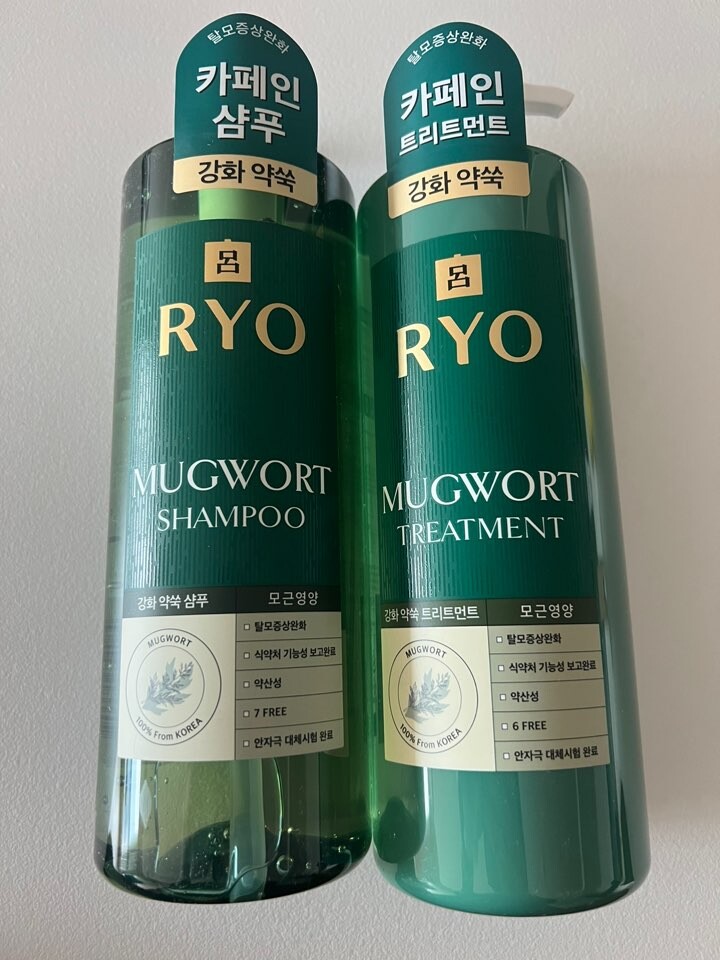 탈모증상완화
카페인
샴푸
강화 약쑥
呂
RYO
MUGWORT
SHAMPOO
강화 약쑥 샴푸
모근영양
MUGWORT
100% From KOREA
탈모증상완화
식약처 기능성 보고완료
약산성
7 FREE
안자극 대체시험 완료
탈모증상완화
카페인
트리트먼트
강화 약쑥
呂
RYO
MUGWORT
TREATMENT
강화 약쑥 트리트먼트
모근영양
MUGWORT
100% From KOREA
탈모증상완화
식약처 기능성 보고완료
약산성
6 FREE
안자극 대체시험 완료